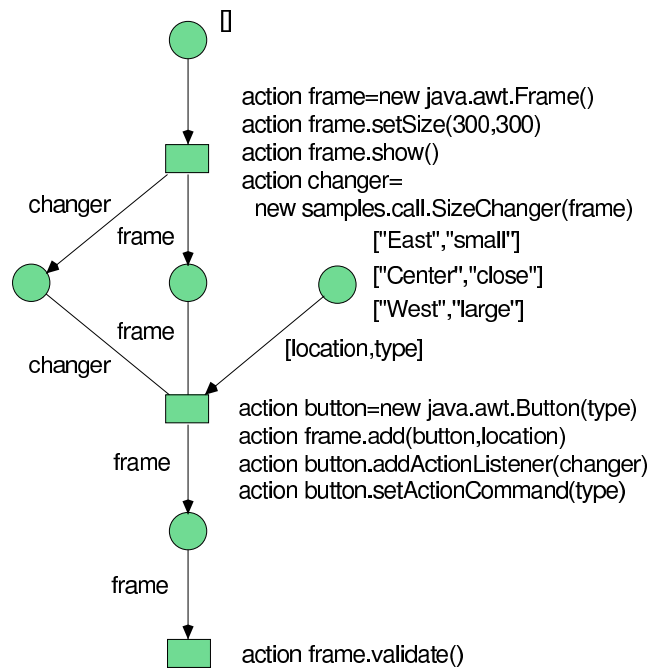 []
action frame=new java.awt.Frame()
action frame.setSize(300,300)
action frame.show()
action changer=
new samples.call.SizeChanger(frame)
changer
frame
["East","small"]
["Center","close"]
["West","large"]
frame
changer
[location,type]
action button=new java.awt.Button(type)
action frame.add(button,location)
action button.addActionListener(changer)
action button.setActionCommand(type)
frame
frame
action frame.validate()